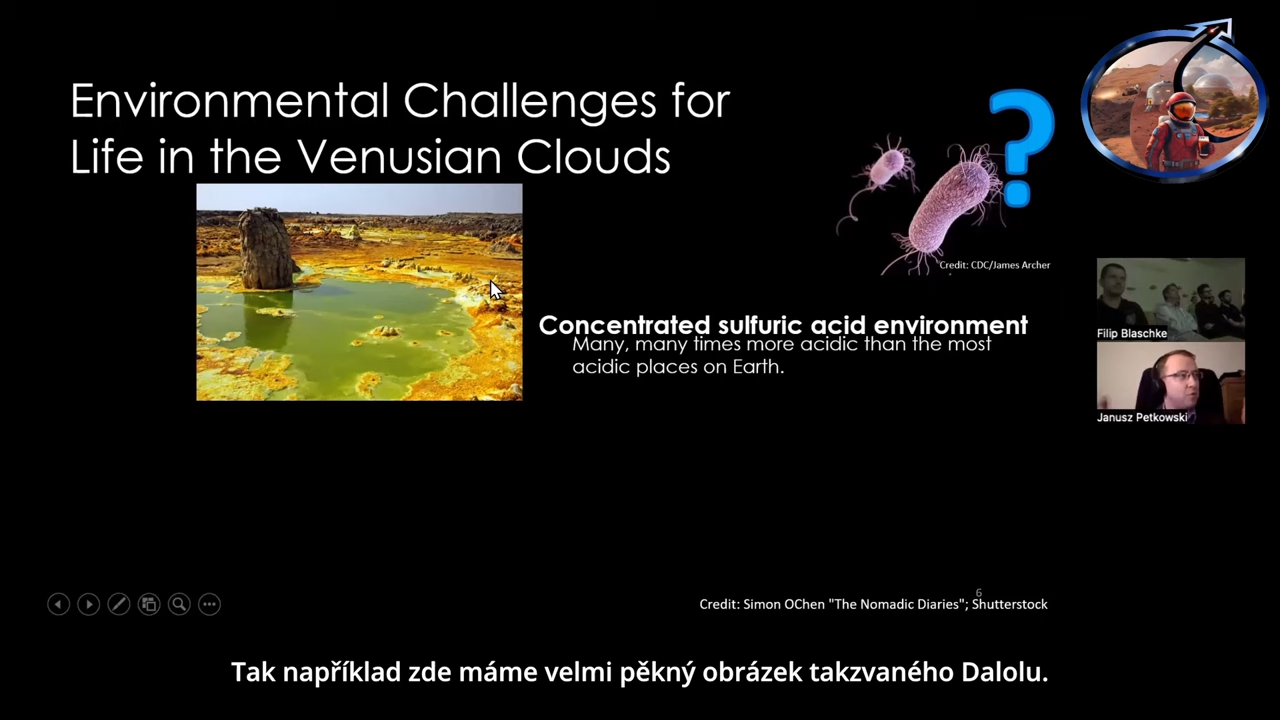 Environmental Challenges for
Life in the Venusian Clouds
?
Credit: CDC/James Archer
Concentrated sulfuric acid environment
Many, many times more acidic than the most
acidic places on Earth.
Filip Blaschke
Janusz Petkowski
6
Credit: Simon OChen "The Nomadic Diaries"; Shutterstock
Tak například zde máme velmi pěkný obrázek takzvaného Dalolu.